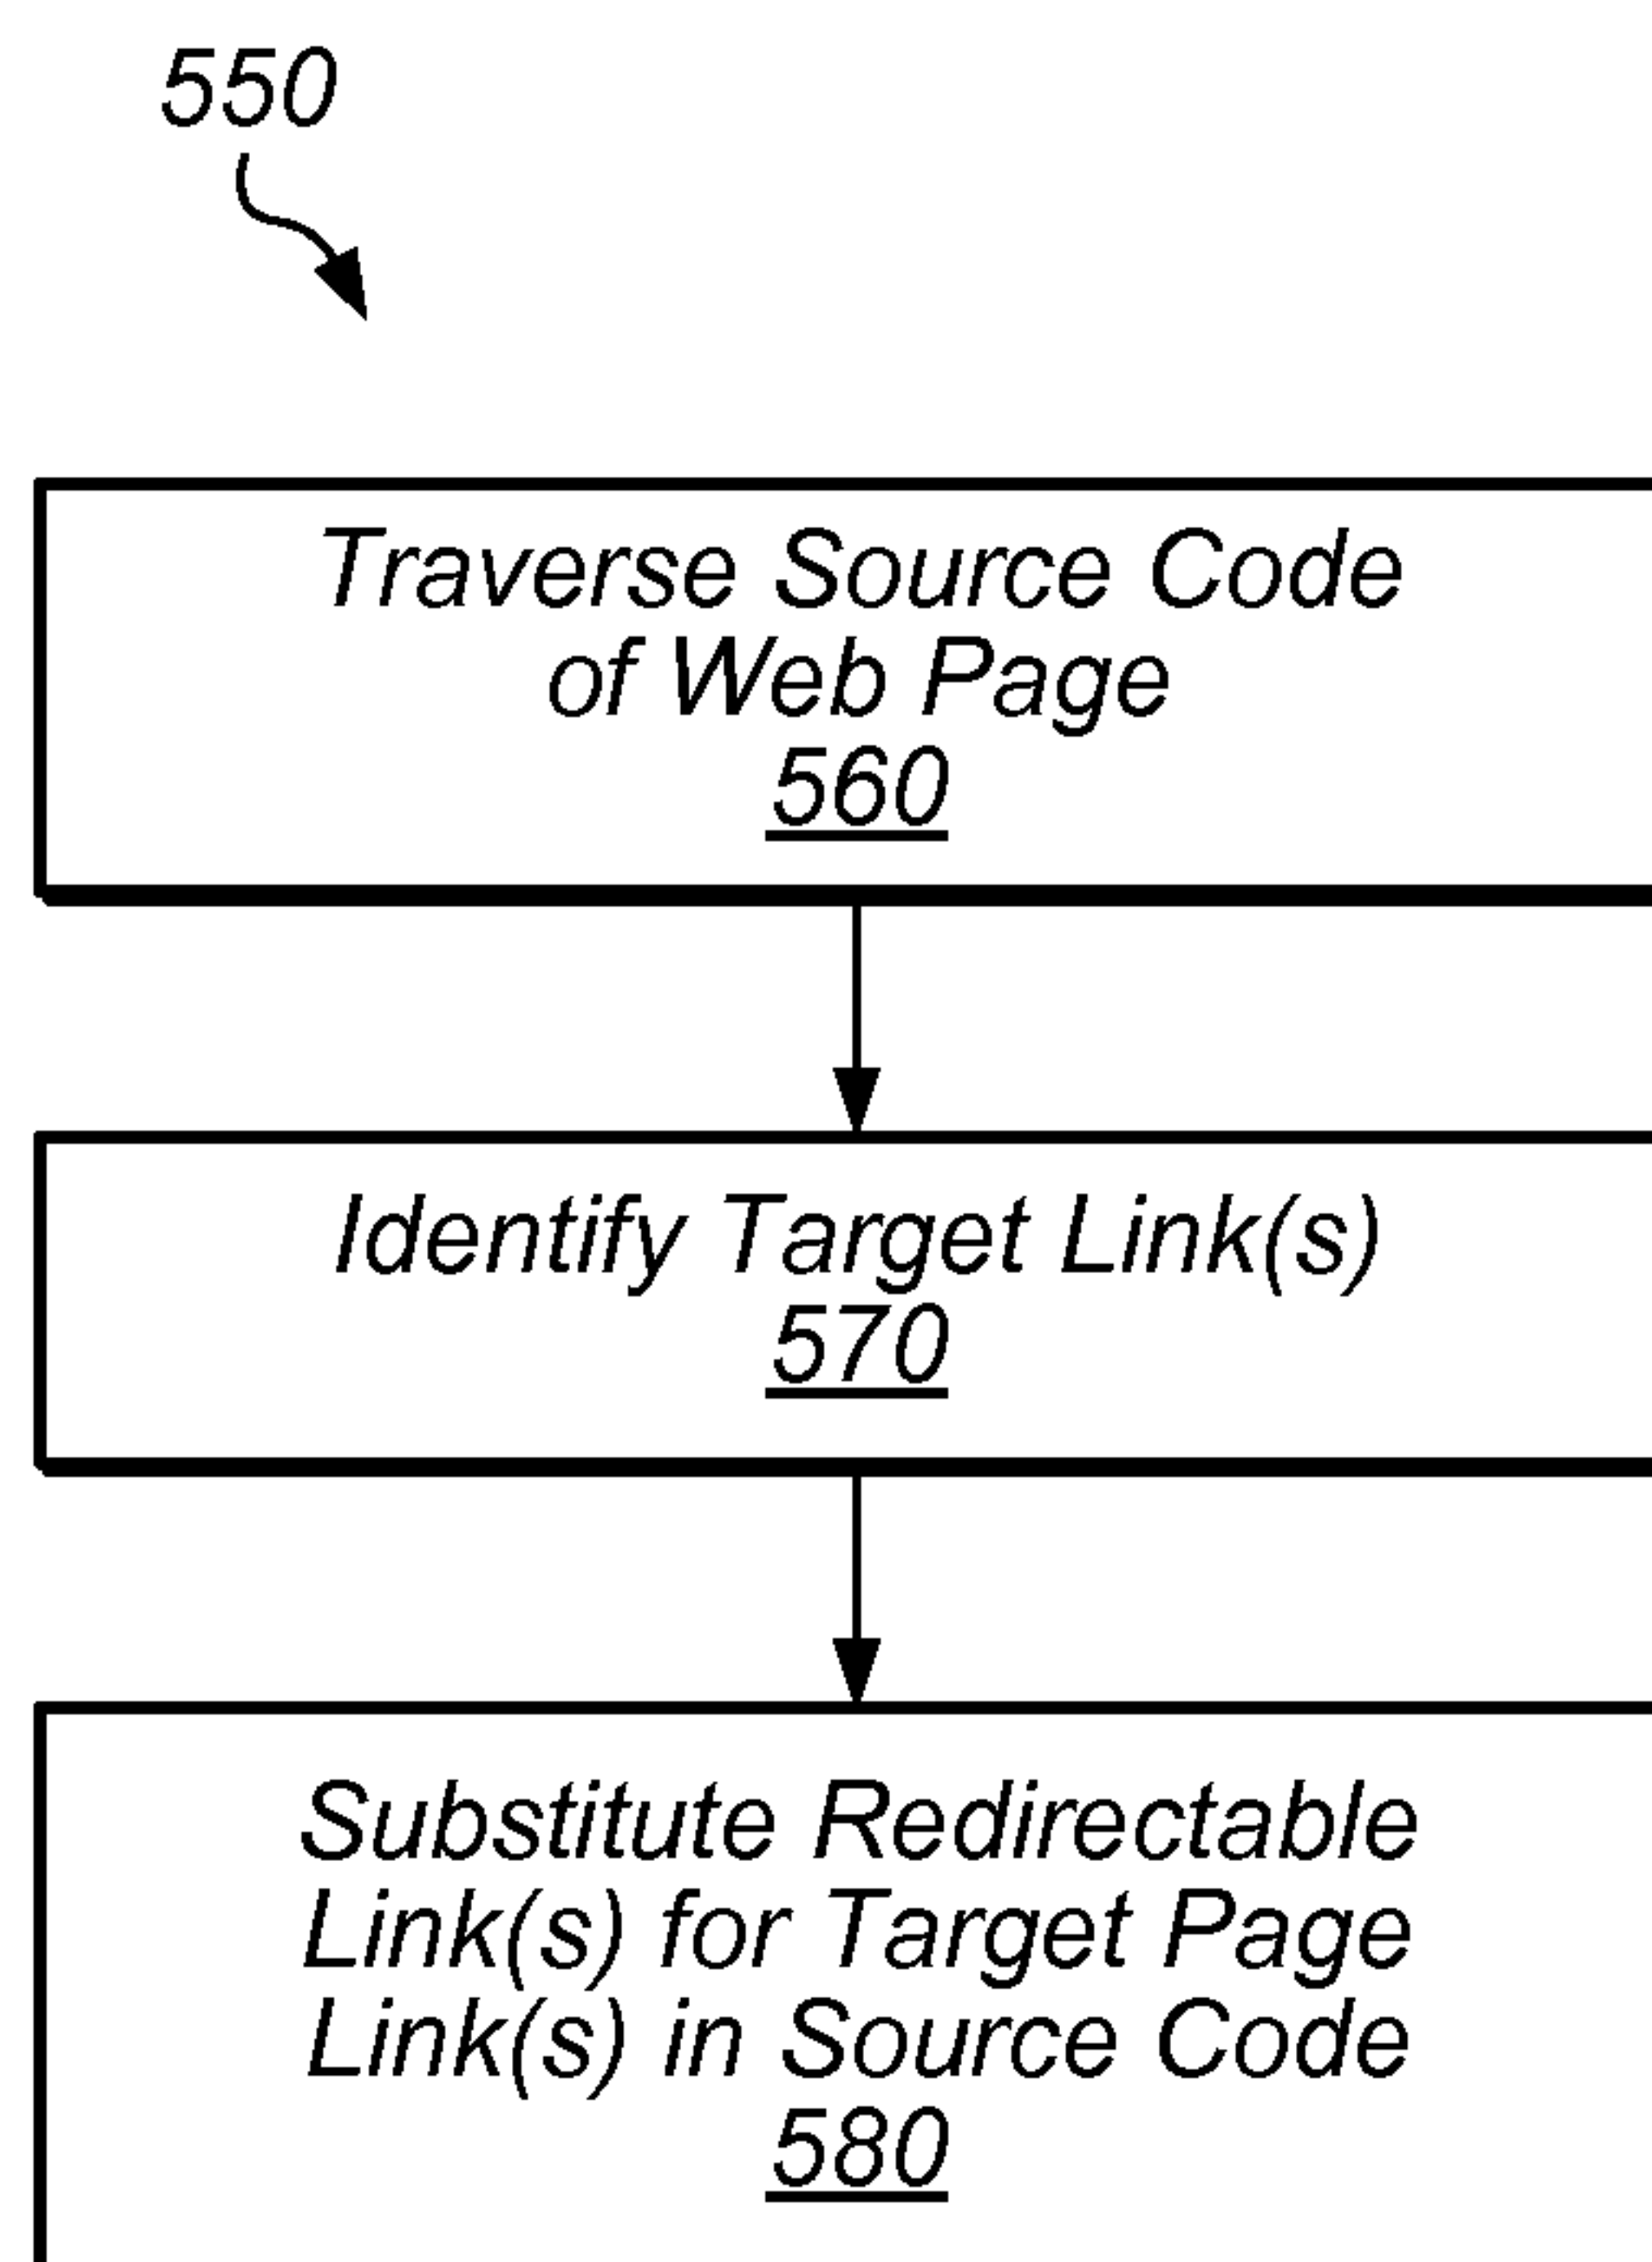 550
Traverse Source Code
of Web Page
560
Identify Target Link(s)
570
Substitute Redirectable
Link(s) for Target Page
Link(s) in Source Code
580